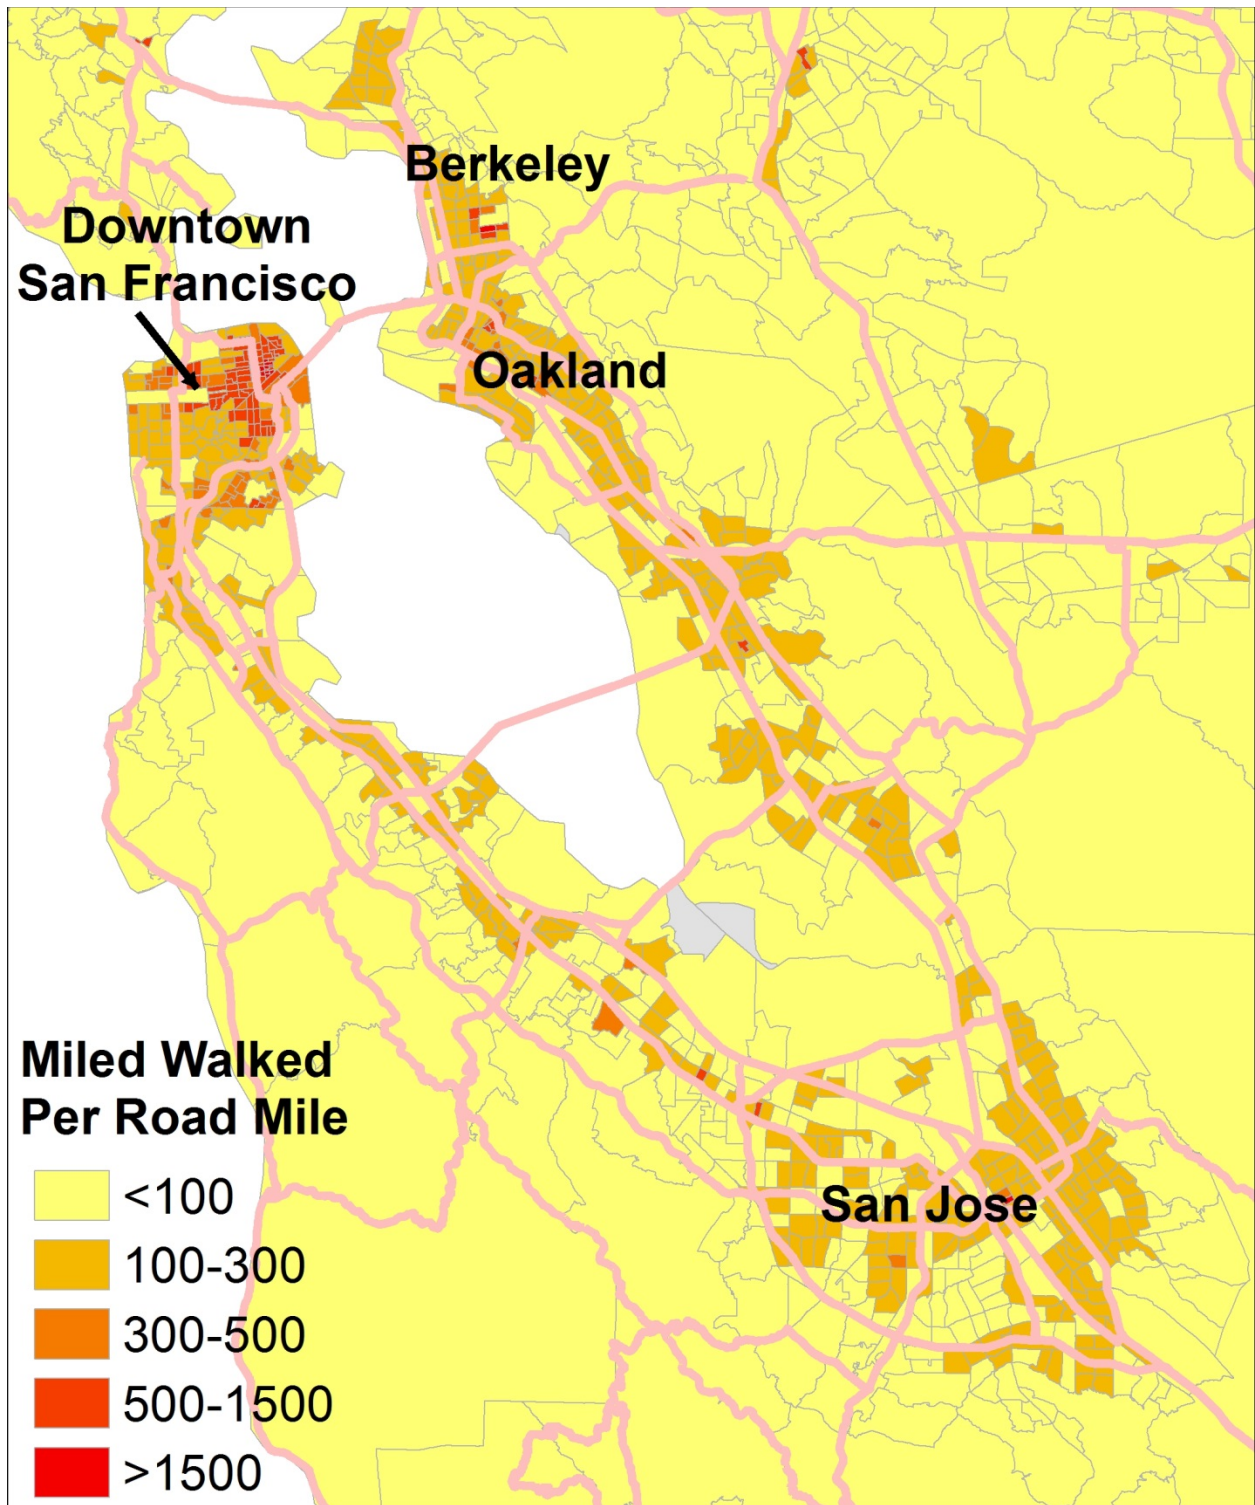 Berkeley
Downtown
San Francisco
Oakland
San Jose
Miled Walked
Per Road Mile
<100
100-300
300-500
500-1500
>1500